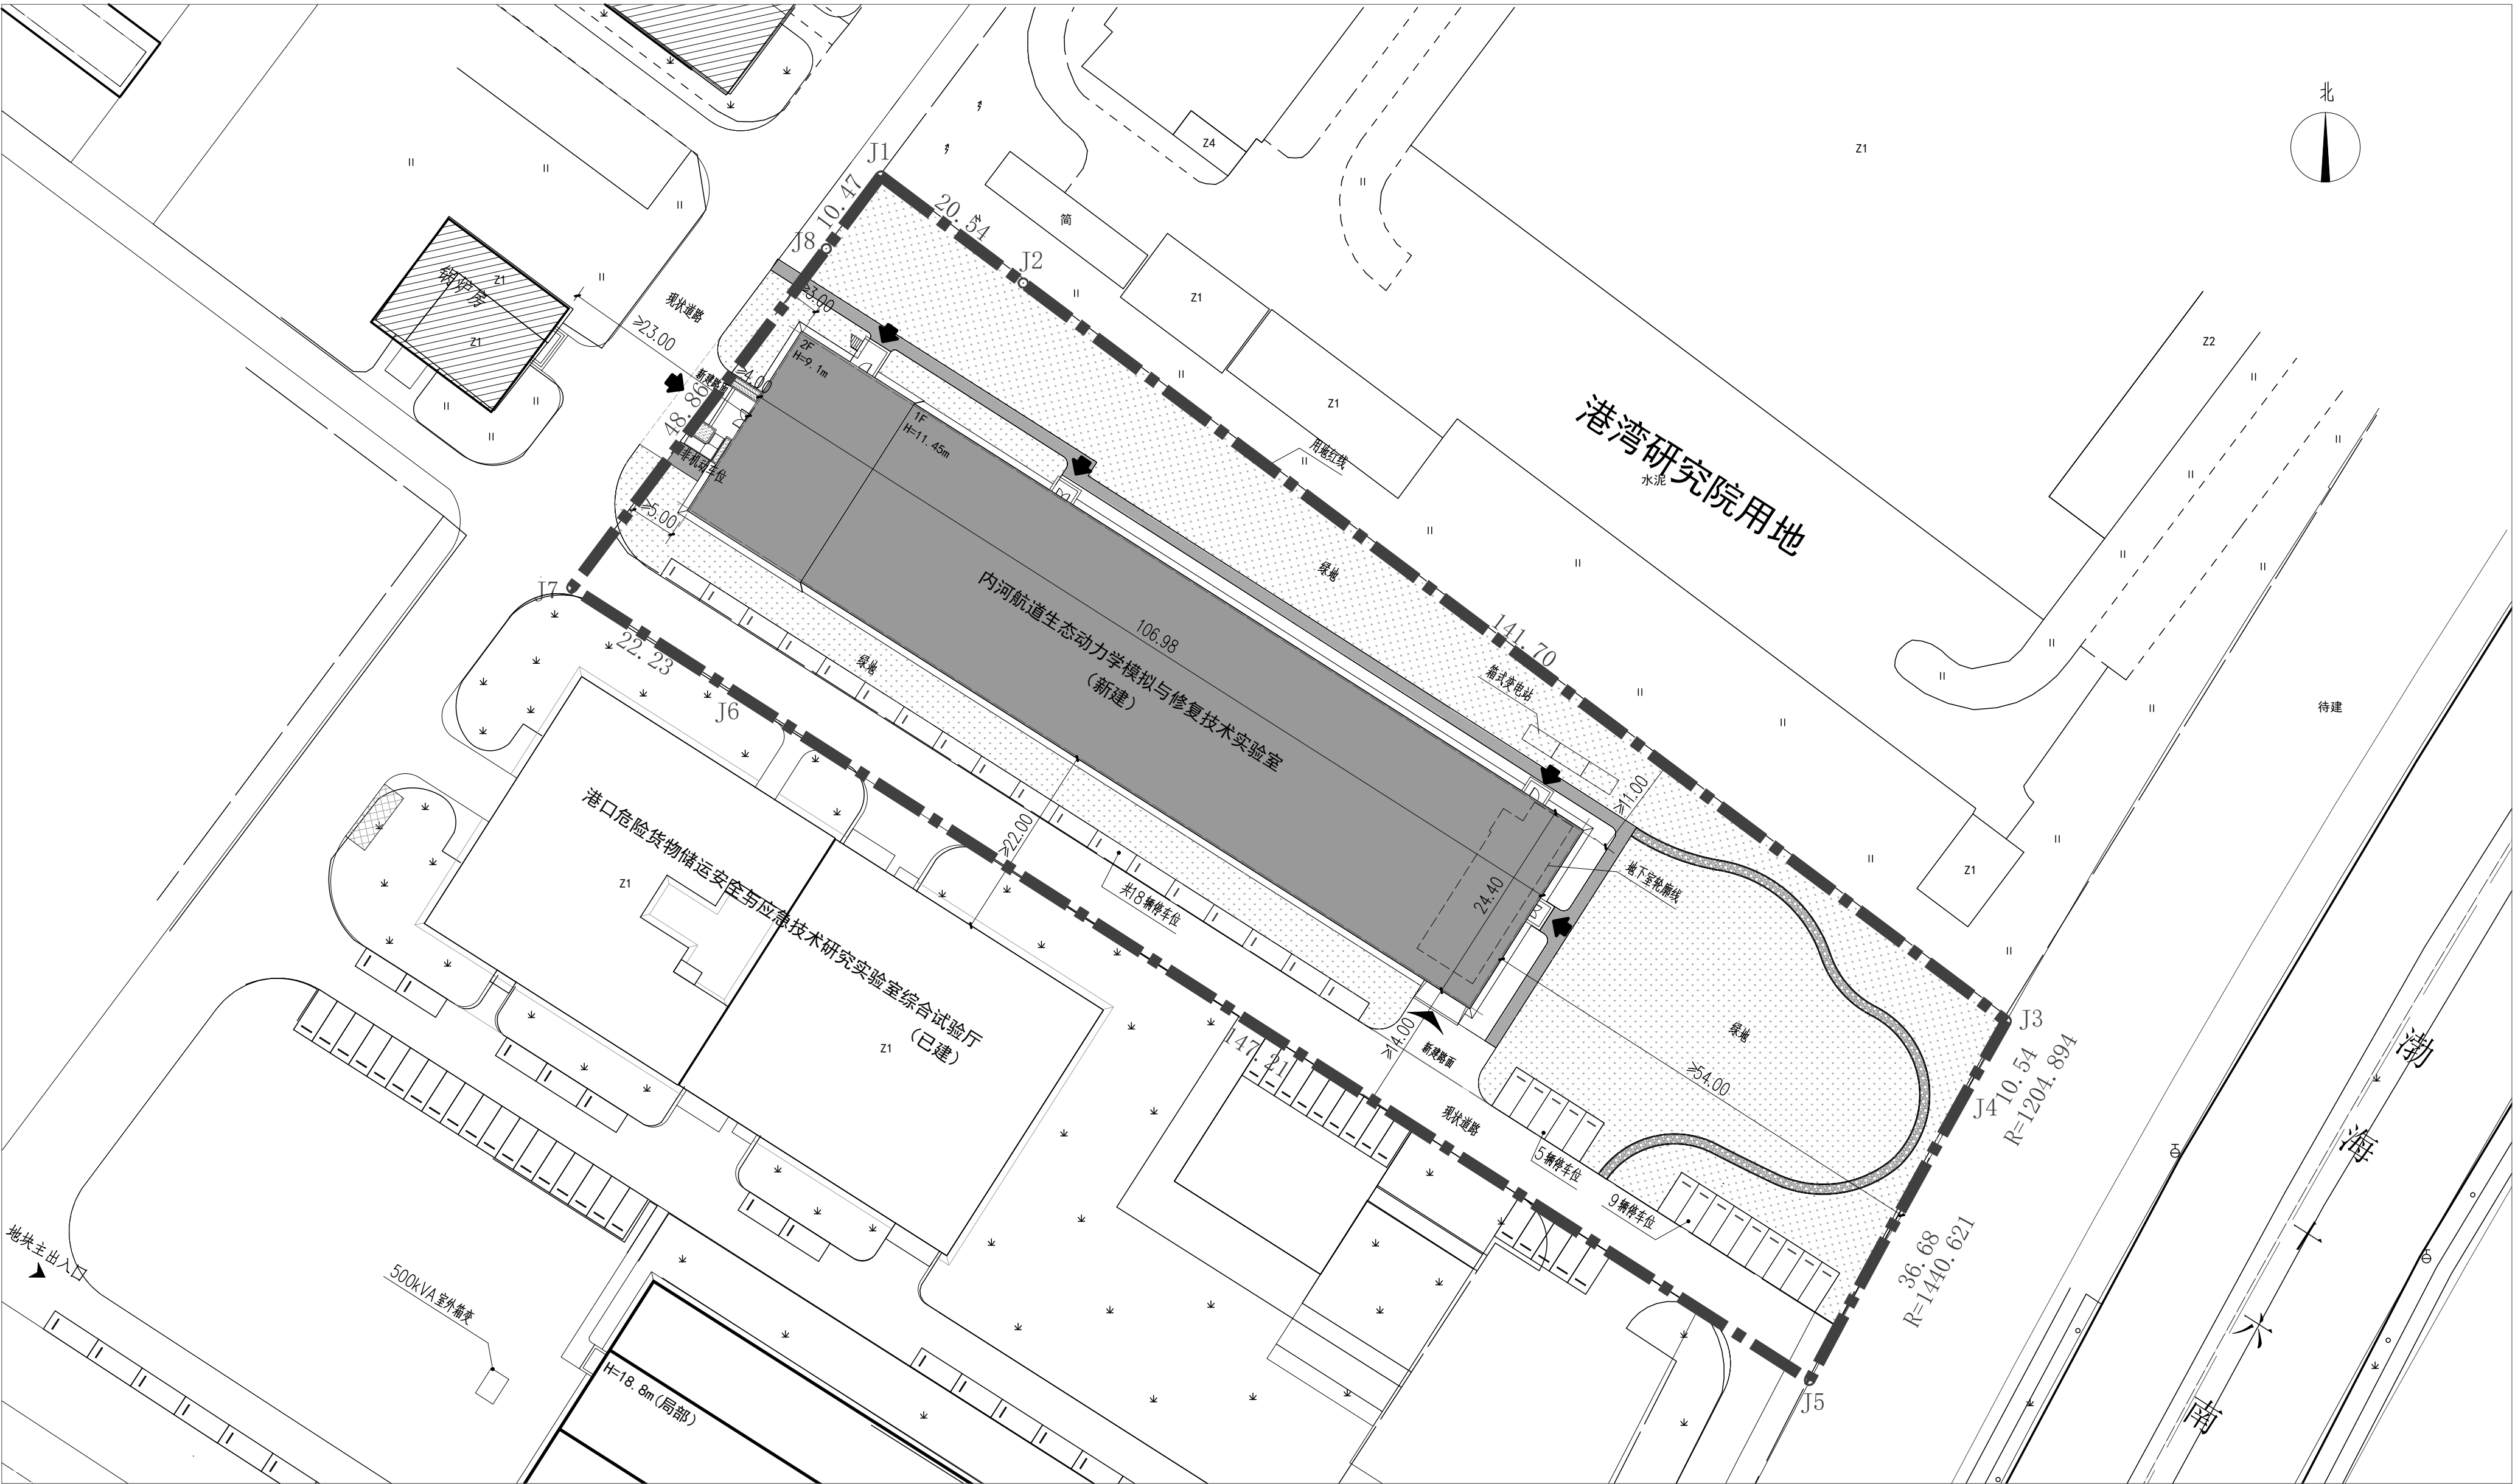 北
Z4
Z1
J1
10.47
20.54
J2
J8
简
Z1
Z1
Z2
锅炉房
Z1
Z1
现状道路
≥23.00
≥3.00
2F
H=9.1m
≥4.00
新建路面
48.86
1F
H=11.45m
非机动车位
≥5.00
用地红线
港湾研究院用地
水泥
J7
22.23
J6
绿地
绿地
106.98
内河航道生态动力学模拟与修复技术实验室
(新建)
141.70
箱式变电站
≥11.00
待建
港口危险货物储运安全与应急技术研究实验室综合试验厅
(已建)
Z1
Z1
≥22.00
共18辆停车位
24.40
地下室轮廓线
Z1
≥14.00
新建路面
147.21
绿地
≥54.00
现状道路
5辆停车位
9辆停车位
J3
10.54
R=1204.894
J4
36.68
R=1440.621
J5
渤
海
十
六
南
地块主出入口
500kVA室外箱变
H=18.8m(局部)